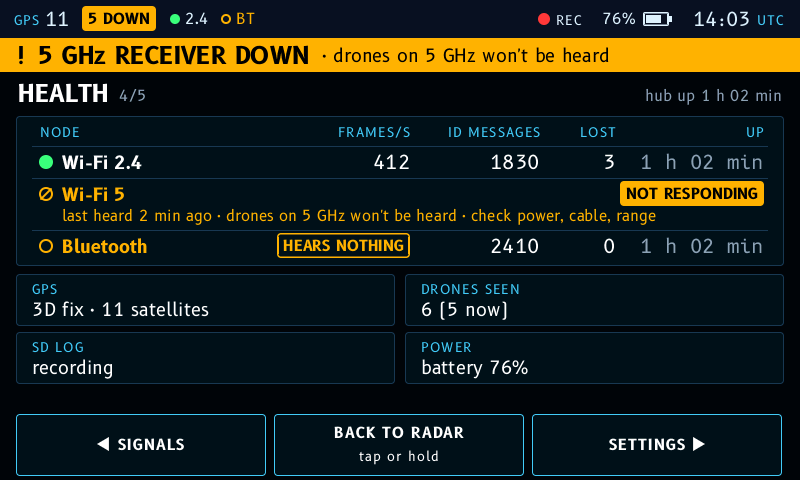 GPS 11 5 DOWN 2.4 BT REC 76% 14:03 UTC
! 5 GHz RECEIVER DOWN · drones on 5 GHz won't be heard
HEALTH 4/5 hub up 1 h 02 min
NODE FRAMES/S ID MESSAGES LOST UP
Wi-Fi 2.4 412 1830 3 1 h 02 min
Wi-Fi 5 NOT RESPONDING
last heard 2 min ago · drones on 5 GHz won't be heard · check power, cable, range
Bluetooth HEARS NOTHING 2410 0 1 h 02 min
GPS
3D fix · 11 satellites
DRONES SEEN
6 (5 now)
SD LOG
recording
POWER
battery 76%
◀ SIGNALS
BACK TO RADAR
tap or hold
SETTINGS ▶